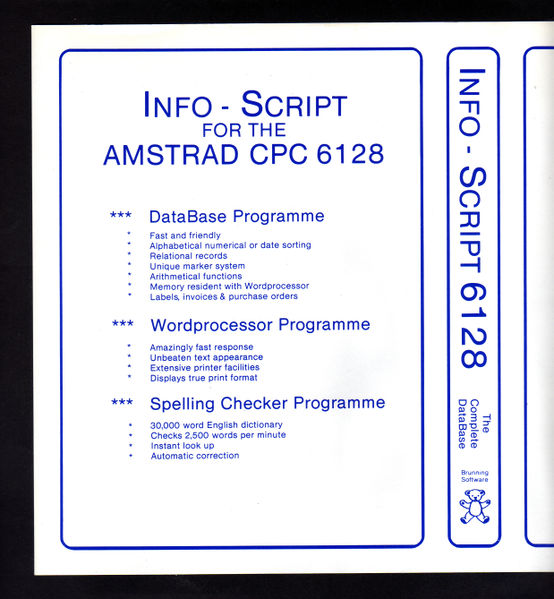 INFO - SCRIPT
FOR THE
AMSTRAD CPC 6128
*** DataBase Programme
* Fast and friendly
* Alphabetical numerical or date sorting
* Relational records
* Unique marker system
* Arithmetical functions
* Memory resident with Wordprocessor
* Labels, invoices & purchase orders
*** Wordprocessor Programme
* Amazingly fast response
* Unbeaten text appearance
* Extensive printer facilities
* Displays true print format
*** Spelling Checker Programme
* 30,000 word English dictionary
* Checks 2,500 words per minute
* Instant look up
* Automatic correction
INFO - SCRIPT 6128
The
Complete
DataBase
Brunning
Software